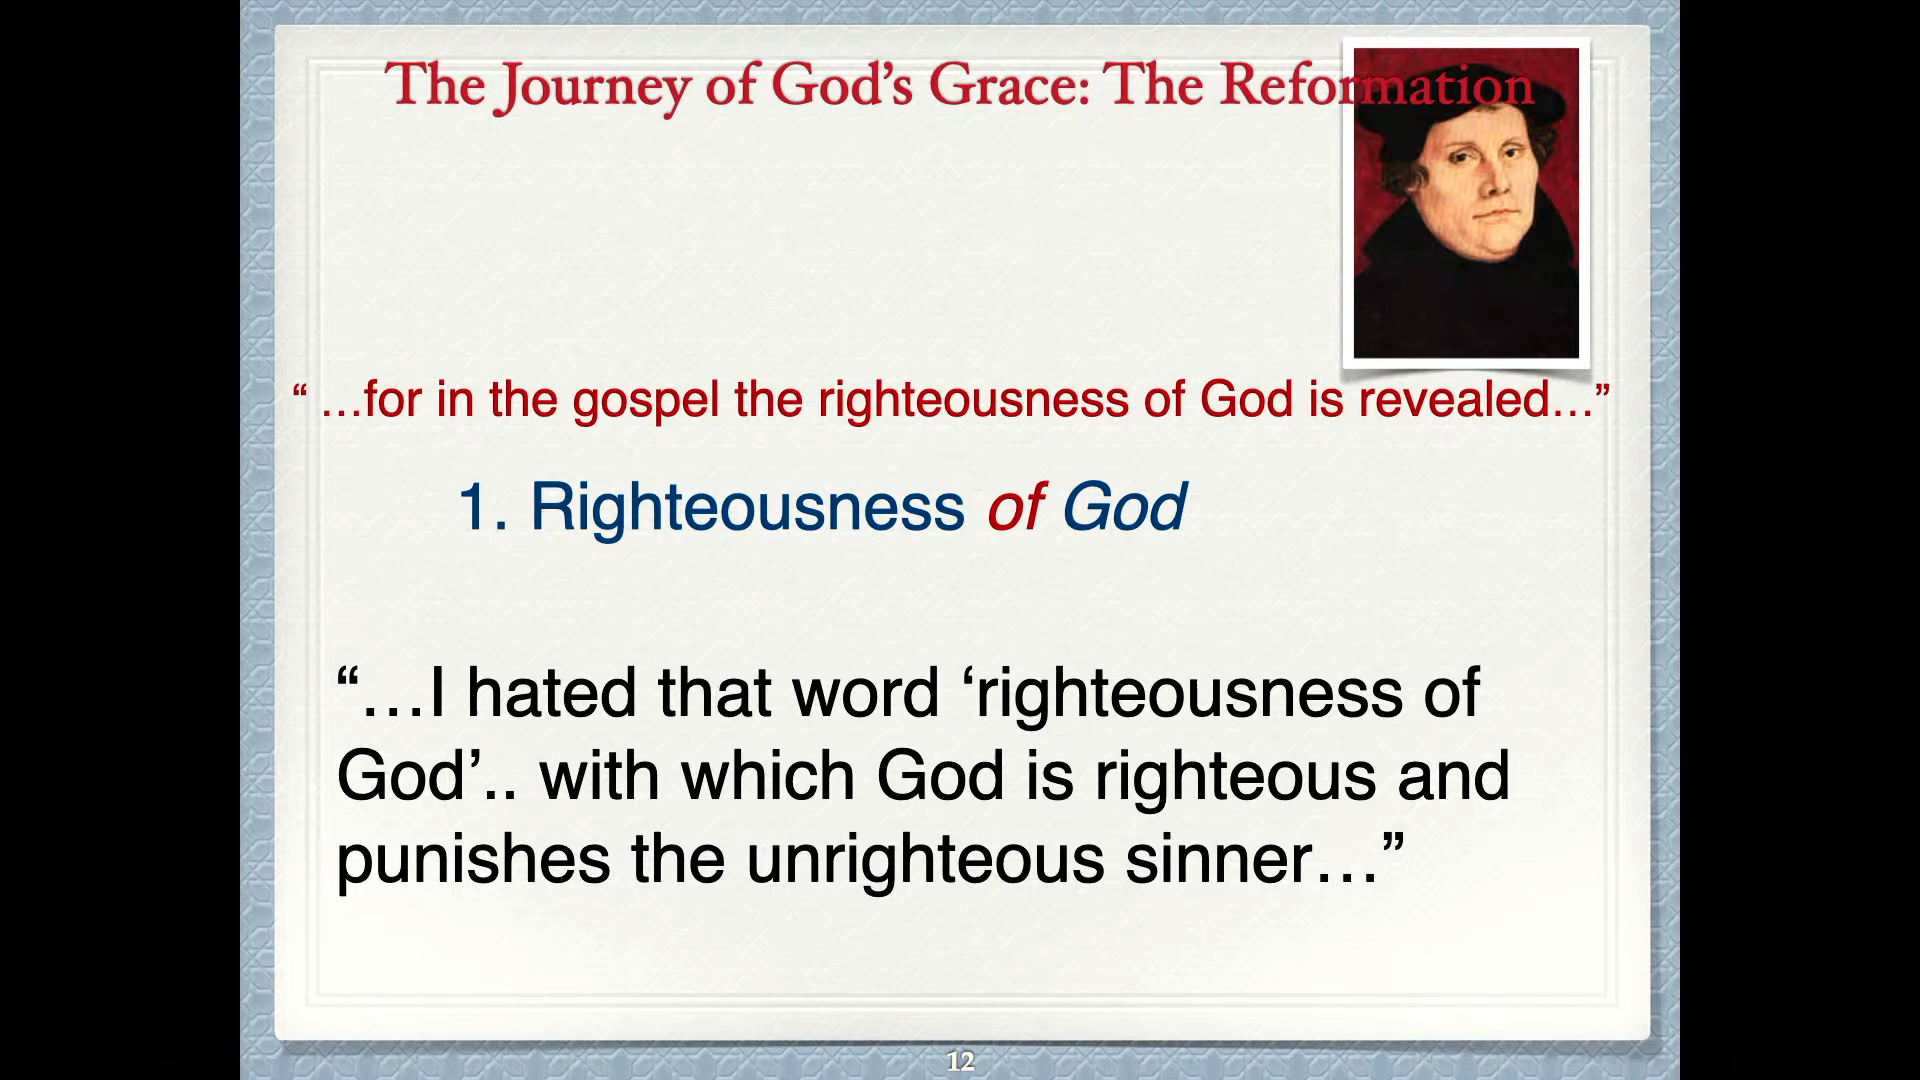 The Journey of God’s Grace: The Reformation
“ …for in the gospel the righteousness of God is revealed…”
1. Righteousness of God
“…I hated that word ‘righteousness of
God’.. with which God is righteous and
punishes the unrighteous sinner…”
12